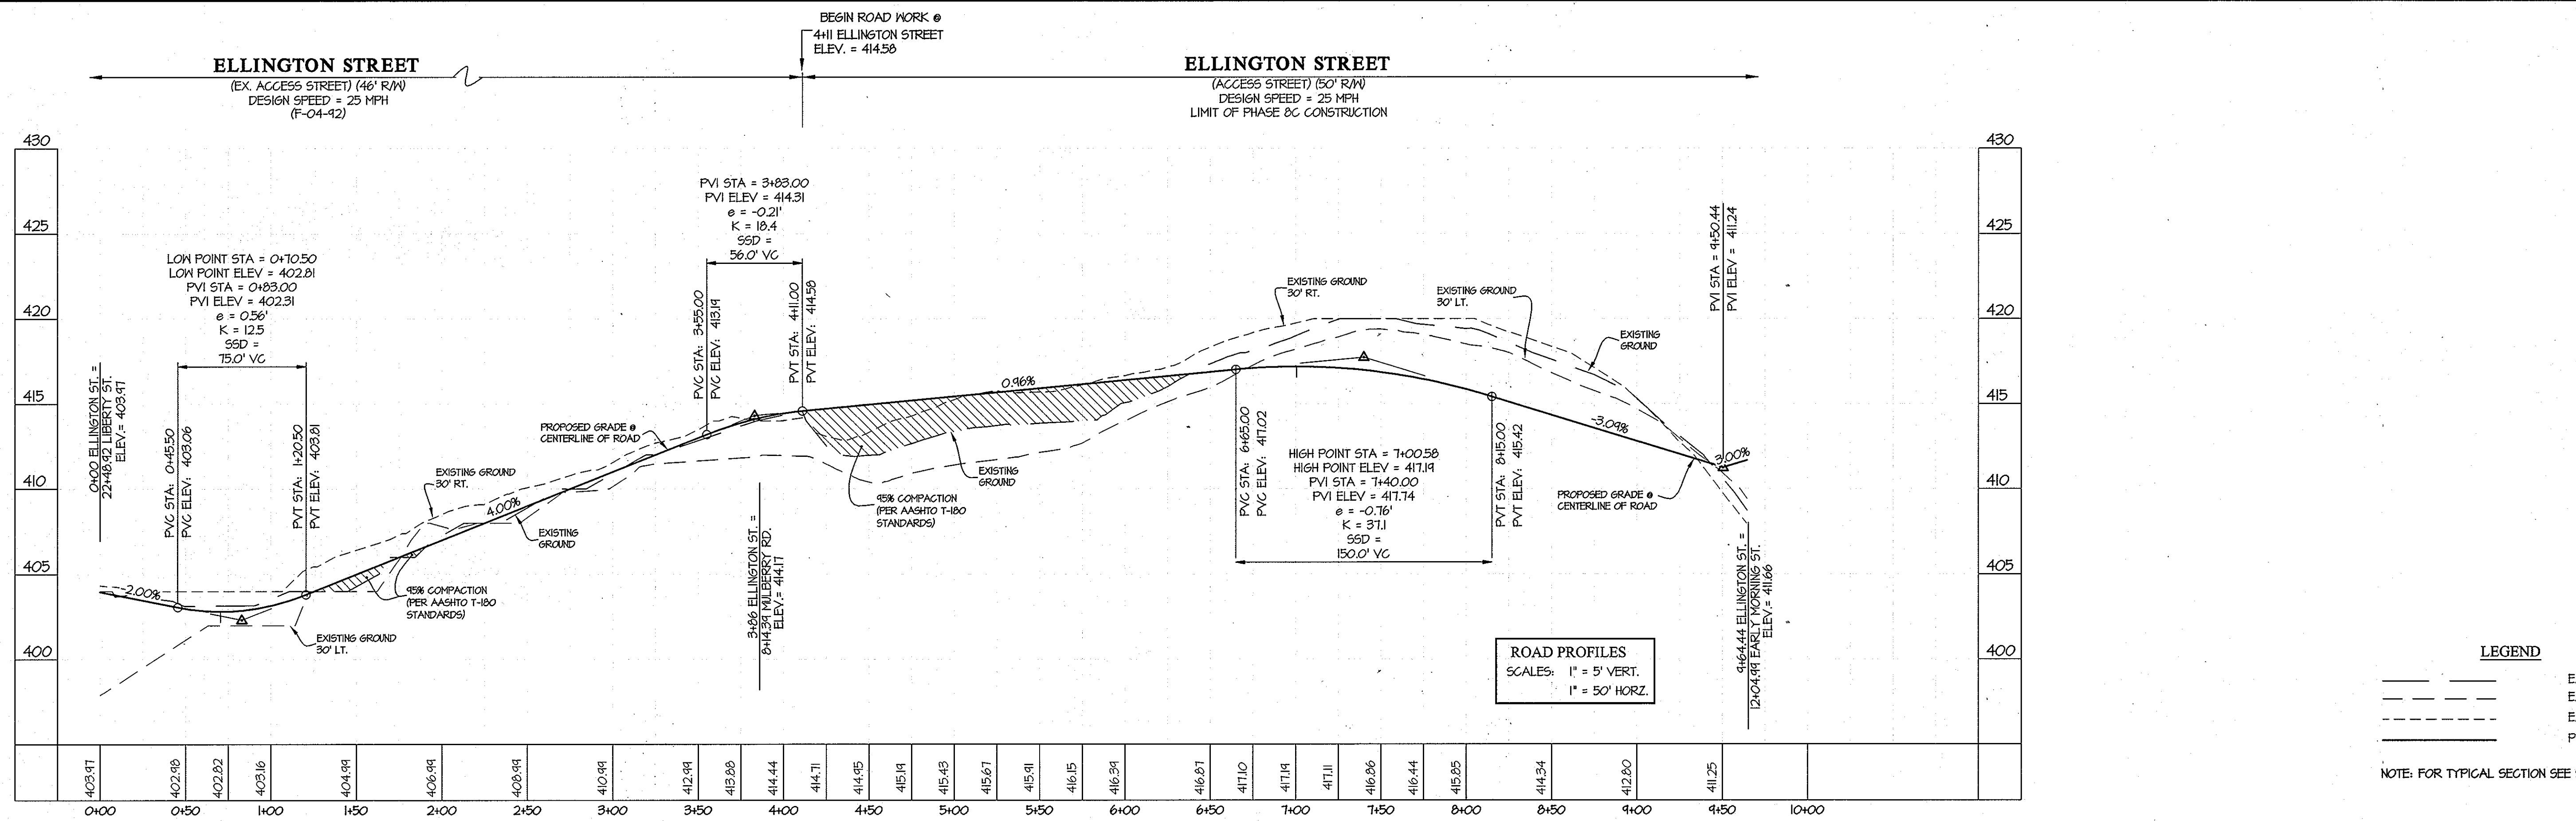 BEGIN ROAD WORK @
4+11 ELLINGTON STREET
ELEV. = 414.58
ELLINGTON STREET
(EX. ACCESS STREET) (46' R/W)
DESIGN SPEED = 25 MPH
(F-04-92)
ELLINGTON STREET
(ACCESS STREET) (50' R/W)
DESIGN SPEED = 25 MPH
LIMIT OF PHASE 8C CONSTRUCTION
430
425
420
415
410
405
400
430
425
420
415
410
405
400
LOW POINT STA = 0+70.50
LOW POINT ELEV = 402.81
PVI STA = 0+83.00
PVI ELEV = 402.31
e = 0.56'
K = 12.5
SSD =
75.0' VC
0+00 ELLINGTON ST. =
22+48.92 LIBERTY ST.
ELEV.= 403.97
PVC STA: 0+45.50
PVC ELEV: 403.06
PVT STA: 1+20.50
PVT ELEV: 403.81
-2.00%
EXISTING GROUND
30' RT.
4.00%
EXISTING
GROUND
95% COMPACTION
(PER AASHTO T-180
STANDARDS)
EXISTING GROUND
30' LT.
PROPOSED GRADE @
CENTERLINE OF ROAD
PVI STA = 3+83.00
PVI ELEV = 414.31
e = -0.21'
K = 18.4
SSD =
56.0' VC
PVC STA: 3+55.00
PVC ELEV: 413.19
PVT STA: 4+11.00
PVT ELEV: 414.58
3+86 ELLINGTON ST. =
8+14.39 MULBERRY RD.
ELEV.= 414.17
0.96%
95% COMPACTION
(PER AASHTO T-180
STANDARDS)
EXISTING
GROUND
EXISTING GROUND
30' RT.
EXISTING GROUND
30' LT.
EXISTING
GROUND
PVC STA: 6+65.00
PVC ELEV: 417.02
HIGH POINT STA = 7+00.58
HIGH POINT ELEV = 417.19
PVI STA = 7+40.00
PVI ELEV = 417.74
e = -0.76'
K = 37.1
SSD =
150.0' VC
PVT STA: 8+15.00
PVT ELEV: 415.42
-3.09%
PROPOSED GRADE @
CENTERLINE OF ROAD
PVI STA = 9+50.44
PVI ELEV = 411.24
3.00%
9+64.44 ELLINGTON ST. =
12+04.99 EARLY MORNING ST.
ELEV.= 411.66
ROAD PROFILES
SCALES: 1" = 5' VERT.
1" = 50' HORZ.
LEGEND
E
E
E
P
NOTE: FOR TYPICAL SECTION SEE
403.97 402.98 402.82 403.16 404.99 406.99 408.99 410.99 412.99 413.88 414.44 414.71 414.95 415.19 415.43 415.67 415.91 416.15 416.39 416.87 417.10 417.19 417.11 416.86 416.44 415.85 414.34 412.80 411.25
0+00 0+50 1+00 1+50 2+00 2+50 3+00 3+50 4+00 4+50 5+00 5+50 6+00 6+50 7+00 7+50 8+00 8+50 9+00 9+50 10+00